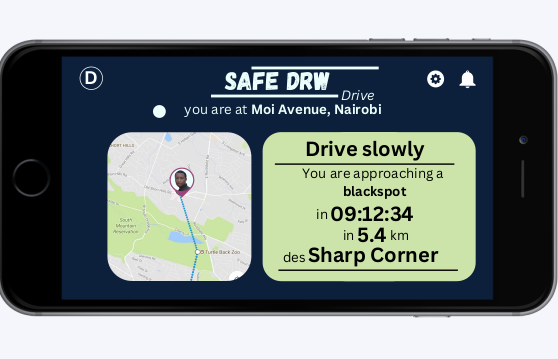 D
SAFE DRW
Drive
you are at Moi Avenue, Nairobi
Drive slowly
You are approaching a
blackspot
in 09:12:34
in 5.4 km
des Sharp Corner
South
Mountain
Reservation
Turtle Back Zoo